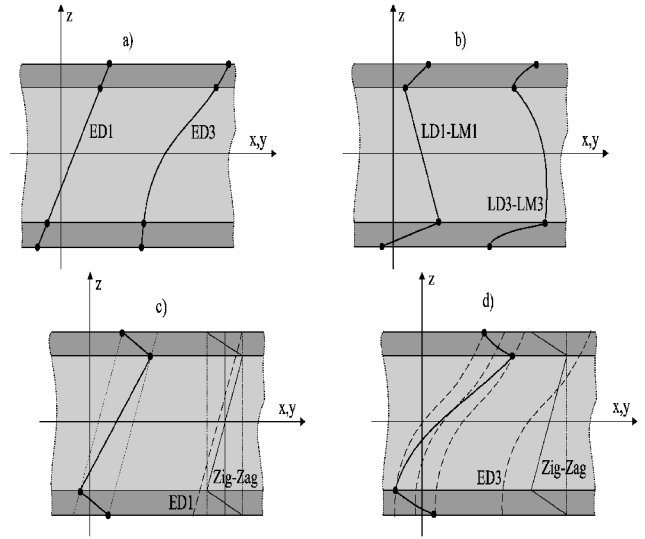 z
a)
ED1
ED3
x,y
z
b)
LD1-LM1
x,y
LD3-LM3
z
c)
x,y
Zig-Zag
ED1
z
d)
x,y
ED3
Zig-Zag